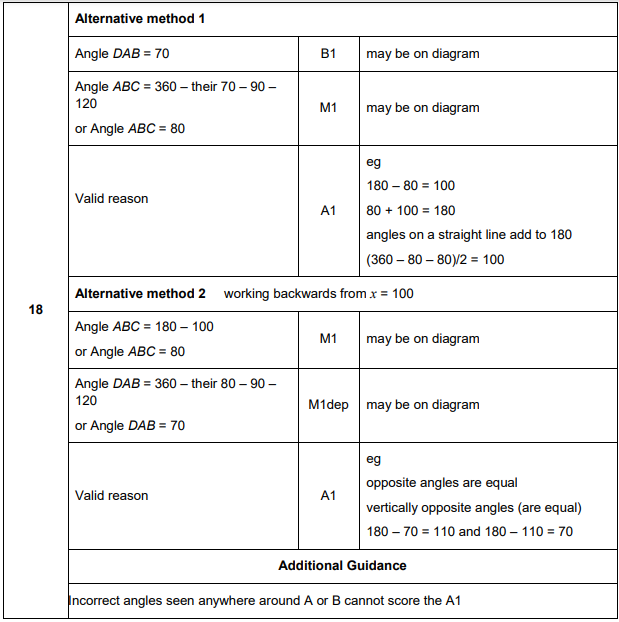 Alternative method 1
Angle DAB = 70
B1
may be on diagram
Angle ABC = 360 – their 70 – 90 –
120
or Angle ABC = 80
M1
may be on diagram
Valid reason
A1
eg
180 – 80 = 100
80 + 100 = 180
angles on a straight line add to 180
(360 – 80 – 80)/2 = 100
18
Alternative method 2 working backwards from x = 100
Angle ABC = 180 – 100
or Angle ABC = 80
M1
may be on diagram
Angle DAB = 360 – their 80 – 90 –
120
or Angle DAB = 70
M1dep
may be on diagram
Valid reason
A1
eg
opposite angles are equal
vertically opposite angles (are equal)
180 – 70 = 110 and 180 – 110 = 70
Additional Guidance
Incorrect angles seen anywhere around A or B cannot score the A1